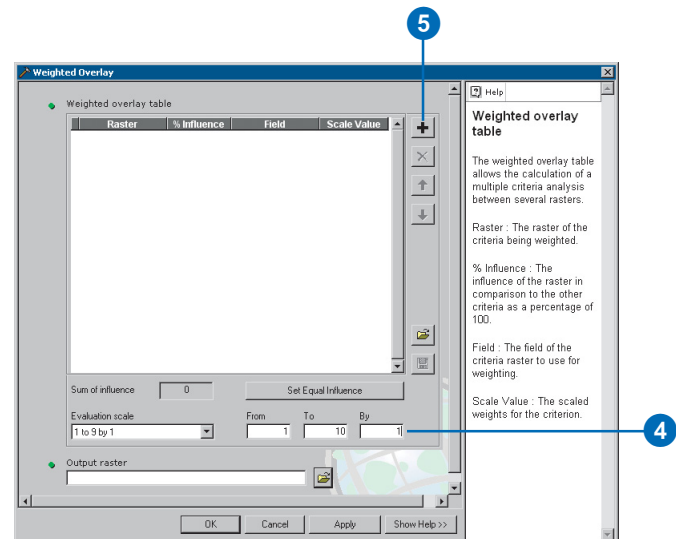 5
Weighted Overlay
Weighted overlay table
Raster % Influence Field Scale Value
Sum of influence 0 Set Equal Influence
Evaluation scale From To By
1 to 9 by 1 1 10 1
4
Output raster
OK Cancel Apply Show Help >>
Help
Weighted overlay
table
The weighted overlay table
allows the calculation of a
multiple criteria analysis
between several rasters.
Raster : The raster of the
criteria being weighted.
% Influence : The
influence of the raster in
comparison to the other
criteria as a percentage of
100.
Field : The field of the
criteria raster to use for
weighting.
Scale Value : The scaled
weights for the criterion.